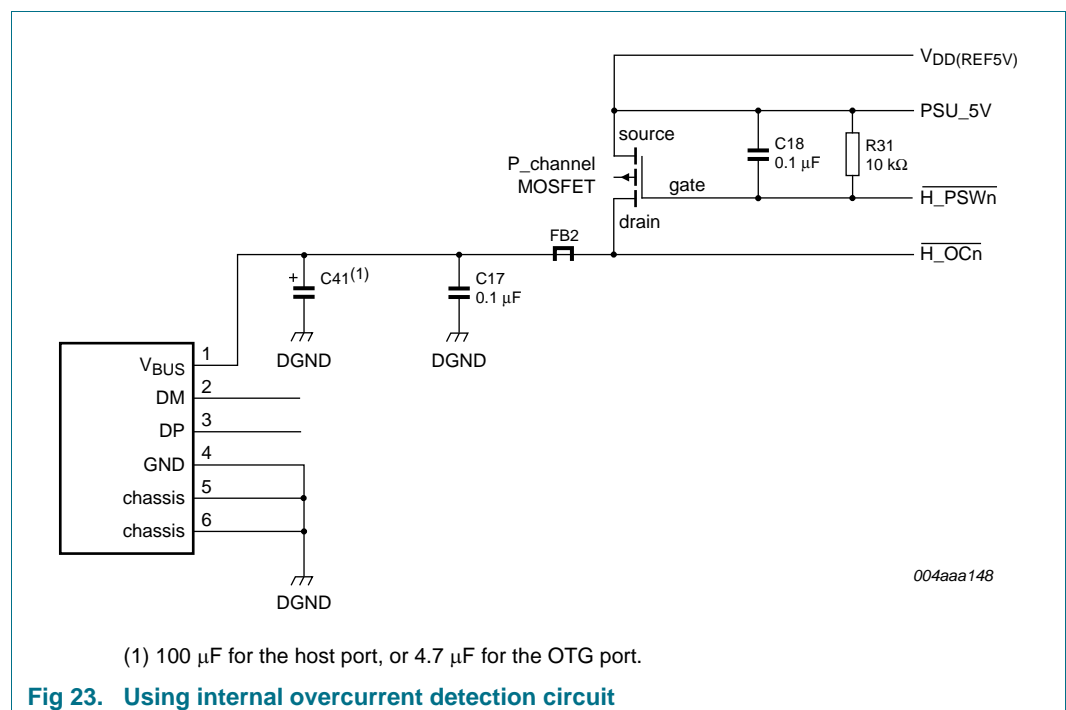 VDD(REF5V)
PSU_5V
source
C18
0.1 μF
R31
10 kΩ
P_channel
MOSFET
gate
H_PSWn
drain
FB2
H_OCn
+
C41(1)
C17
0.1 μF
DGND
DGND
VBUS
1
DM
2
DP
3
GND
4
chassis
5
chassis
6
DGND
004aaa148
(1) 100 μF for the host port, or 4.7 μF for the OTG port.
Fig 23. Using internal overcurrent detection circuit